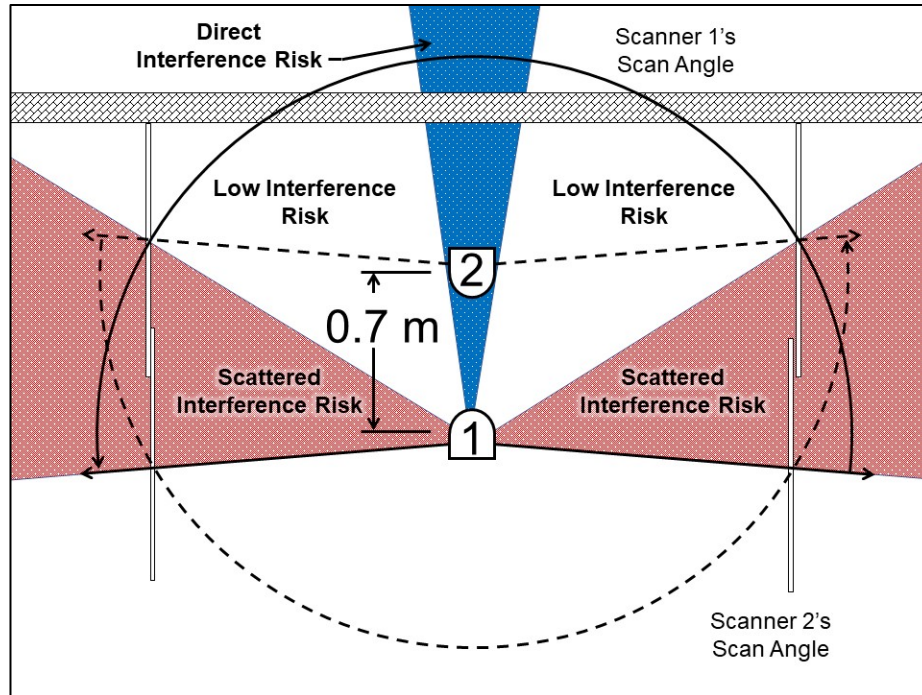 Direct
Interference Risk
Scanner 1’s
Scan Angle
Low Interference
Risk
Low Interference
Risk
2
0.7 m
Scattered
Interference Risk
Scattered
Interference Risk
1
Scanner 2’s
Scan Angle